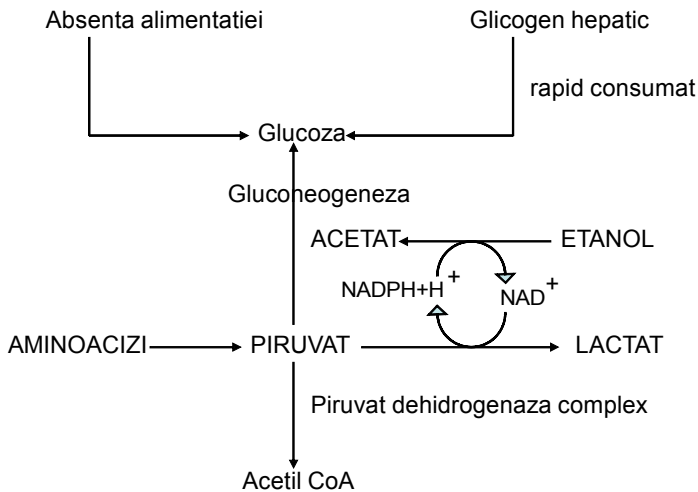 Absenta alimentatiei
Glicogen hepatic
rapid consumat
Glucoza
Gluconeogeneza
ACETAT
ETANOL
NADPH+H +
NAD +
AMINOACIZI
PIRUVAT
LACTAT
Piruvat dehidrogenaza complex
Acetil CoA